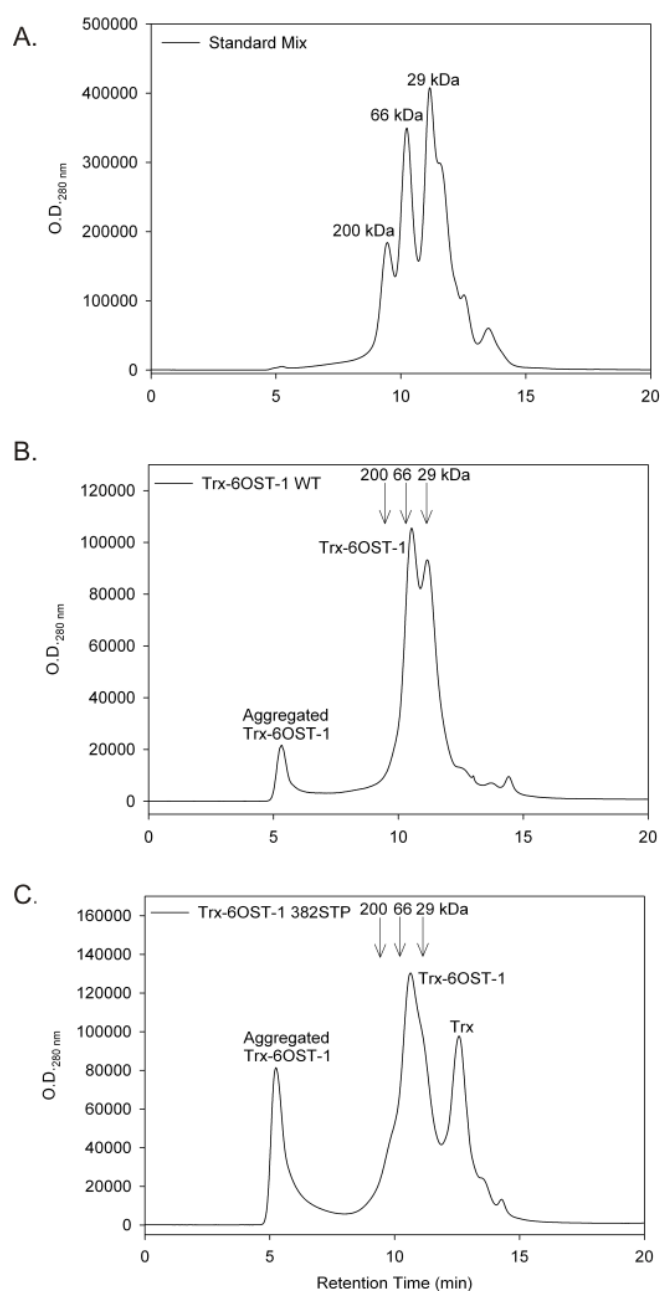 A.
Standard Mix
500000
400000
300000
200000
100000
0
O.D.280 nm
200 kDa
66 kDa
29 kDa
0 5 10 15 20
B.
Trx-6OST-1 WT
200 66 29 kDa
120000
100000
80000
60000
40000
20000
0
O.D.280 nm
Trx-6OST-1
Aggregated
Trx-6OST-1
0 5 10 15 20
C.
Trx-6OST-1 382STP
200 66 29 kDa
160000
140000
120000
100000
80000
60000
40000
20000
0
O.D.280 nm
Trx-6OST-1
Aggregated
Trx-6OST-1
Trx
0 5 10 15 20
Retention Time (min)